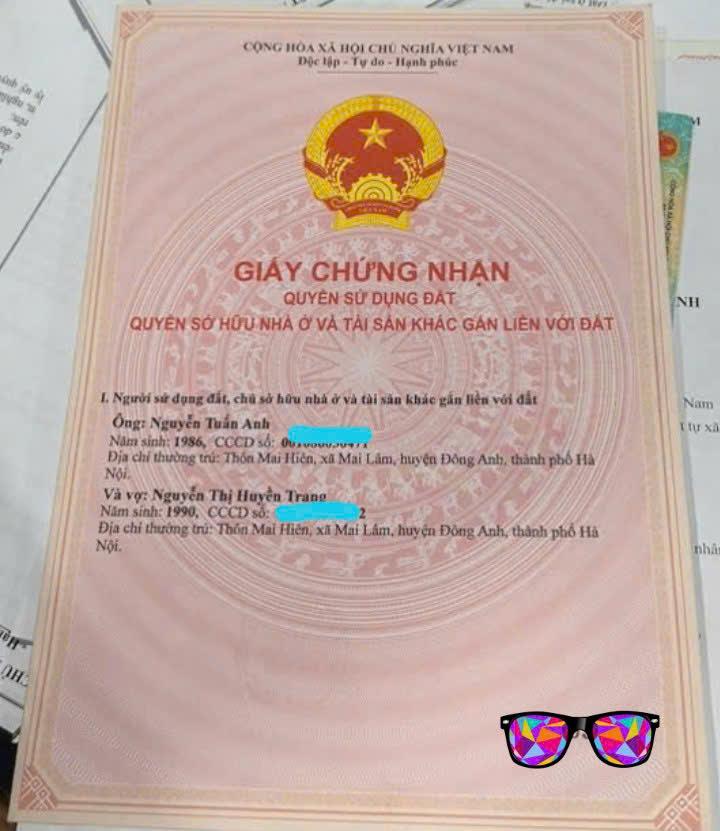 CỘNG HÒA XÃ HỘI CHỦ NGHĨA VIỆT NAM
Độc lập - Tự do - Hạnh phúc
GIẤY CHỨNG NHẬN
QUYỀN SỬ DỤNG ĐẤT
QUYỀN SỞ HỮU NHÀ Ở VÀ TÀI SẢN KHÁC GẮN LIỀN VỚI ĐẤT
I. Người sử dụng đất, chủ sở hữu nhà ở và tài sản khác gắn liền với đất
Ông: Nguyễn Tuấn Anh
Năm sinh: 1986, CCCD số:
Địa chỉ thường trú: Thôn Mai Hiên, xã Mai Lâm, huyện Đông Anh, thành phố Hà
Nội.
Và vợ: Nguyễn Thị Huyền Trang
Năm sinh: 1990, CCCD số: 2
Địa chỉ thường trú: Thôn Mai Hiên, xã Mai Lâm, huyện Đông Anh, thành phố Hà
Nội.
NH
Nam